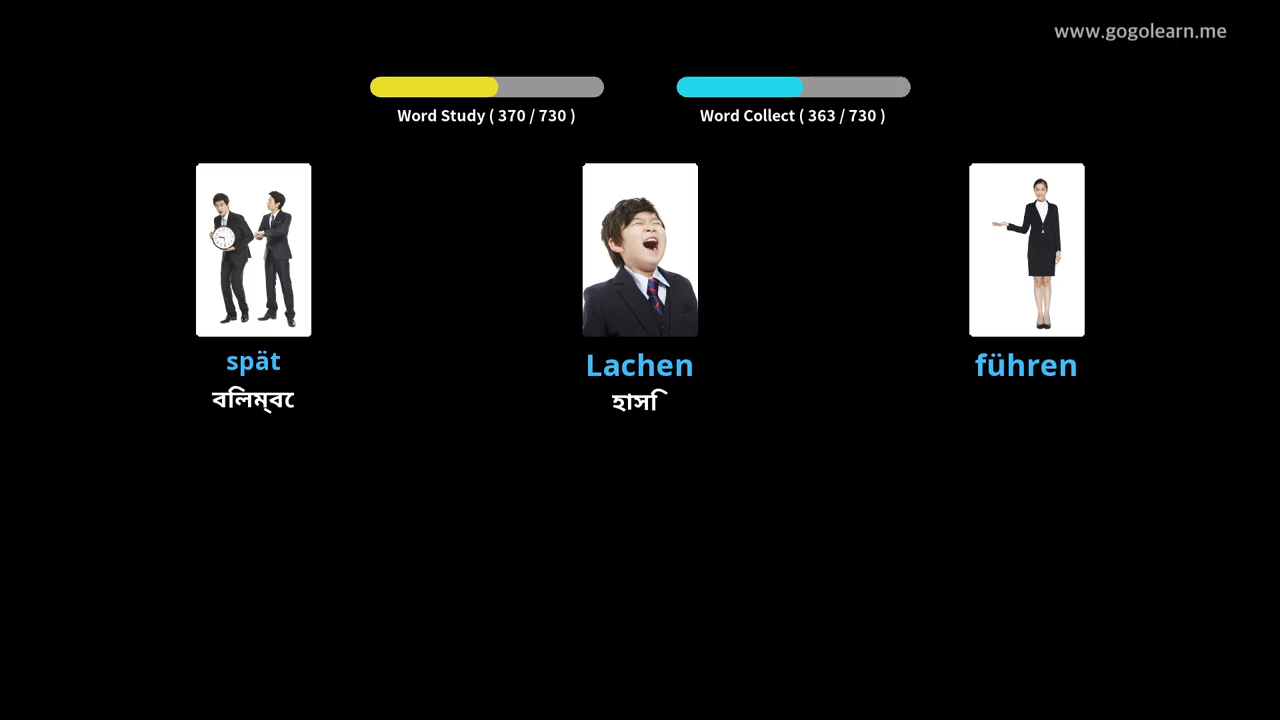 www.gogolearn.me
Word Study ( 370 / 730 )
Word Collect ( 363 / 730 )
spät
বিলম্বে
Lachen
হাসি
führen